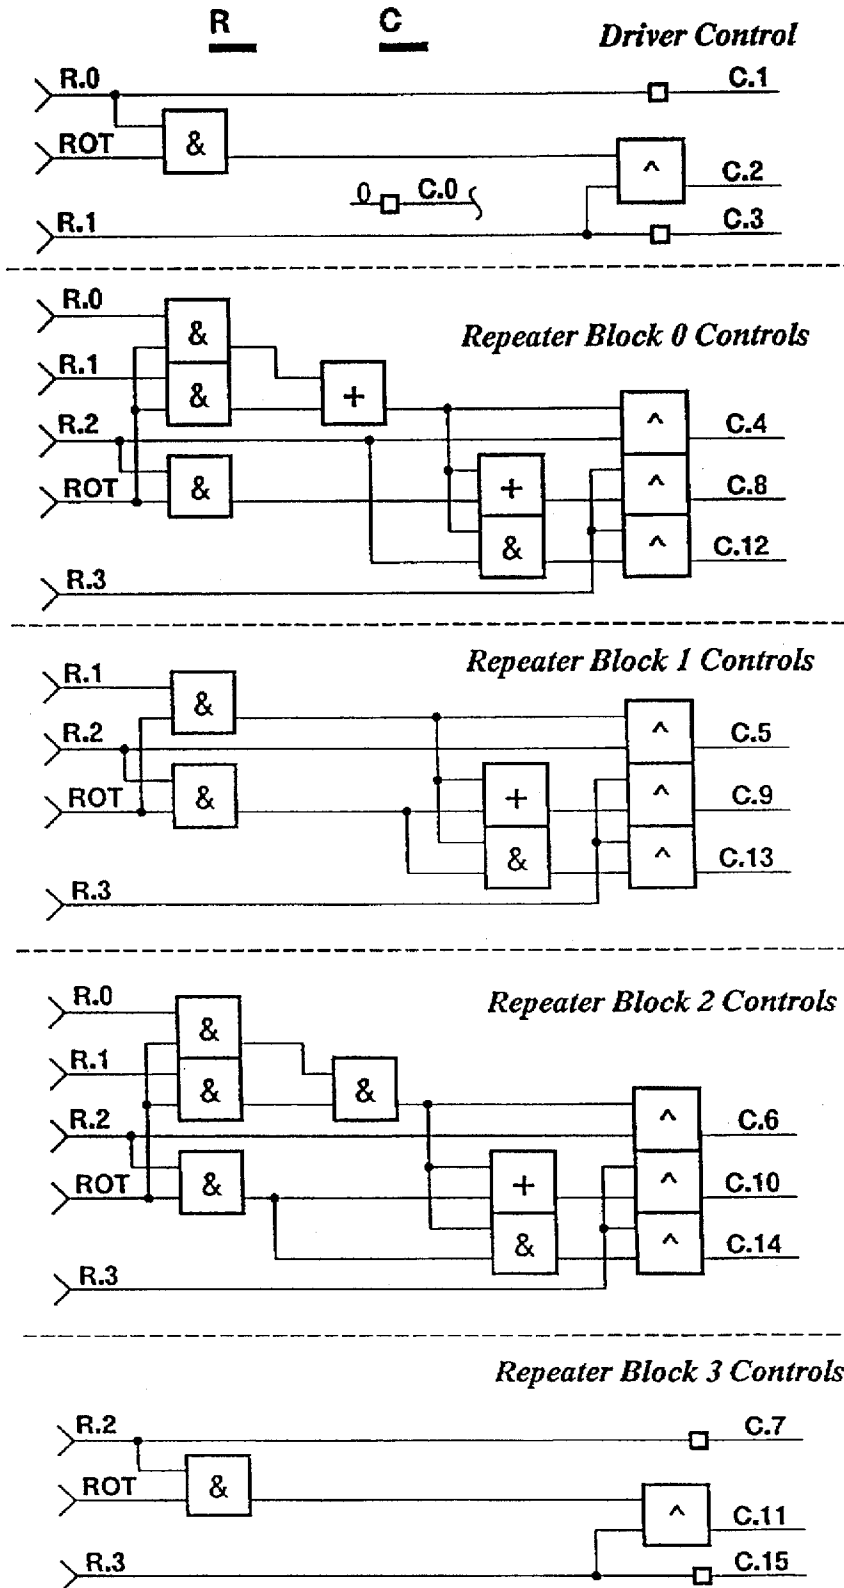 R C
Driver Control
R.0 C.1
ROT &
^ C.2
0 C.0
R.1 C.3
R.0
&
Repeater Block 0 Controls
R.1
&
+
R.2
^ C.4
ROT &
+ ^ C.8
& ^ C.12
R.3
Repeater Block 1 Controls
R.1
&
R.2 ^ C.5
ROT & + ^ C.9
& ^ C.13
R.3
R.0
Repeater Block 2 Controls
&
R.1
& &
R.2 ^ C.6
ROT & + ^ C.10
& ^ C.14
R.3
Repeater Block 3 Controls
R.2 C.7
ROT &
^ C.11
R.3 C.15